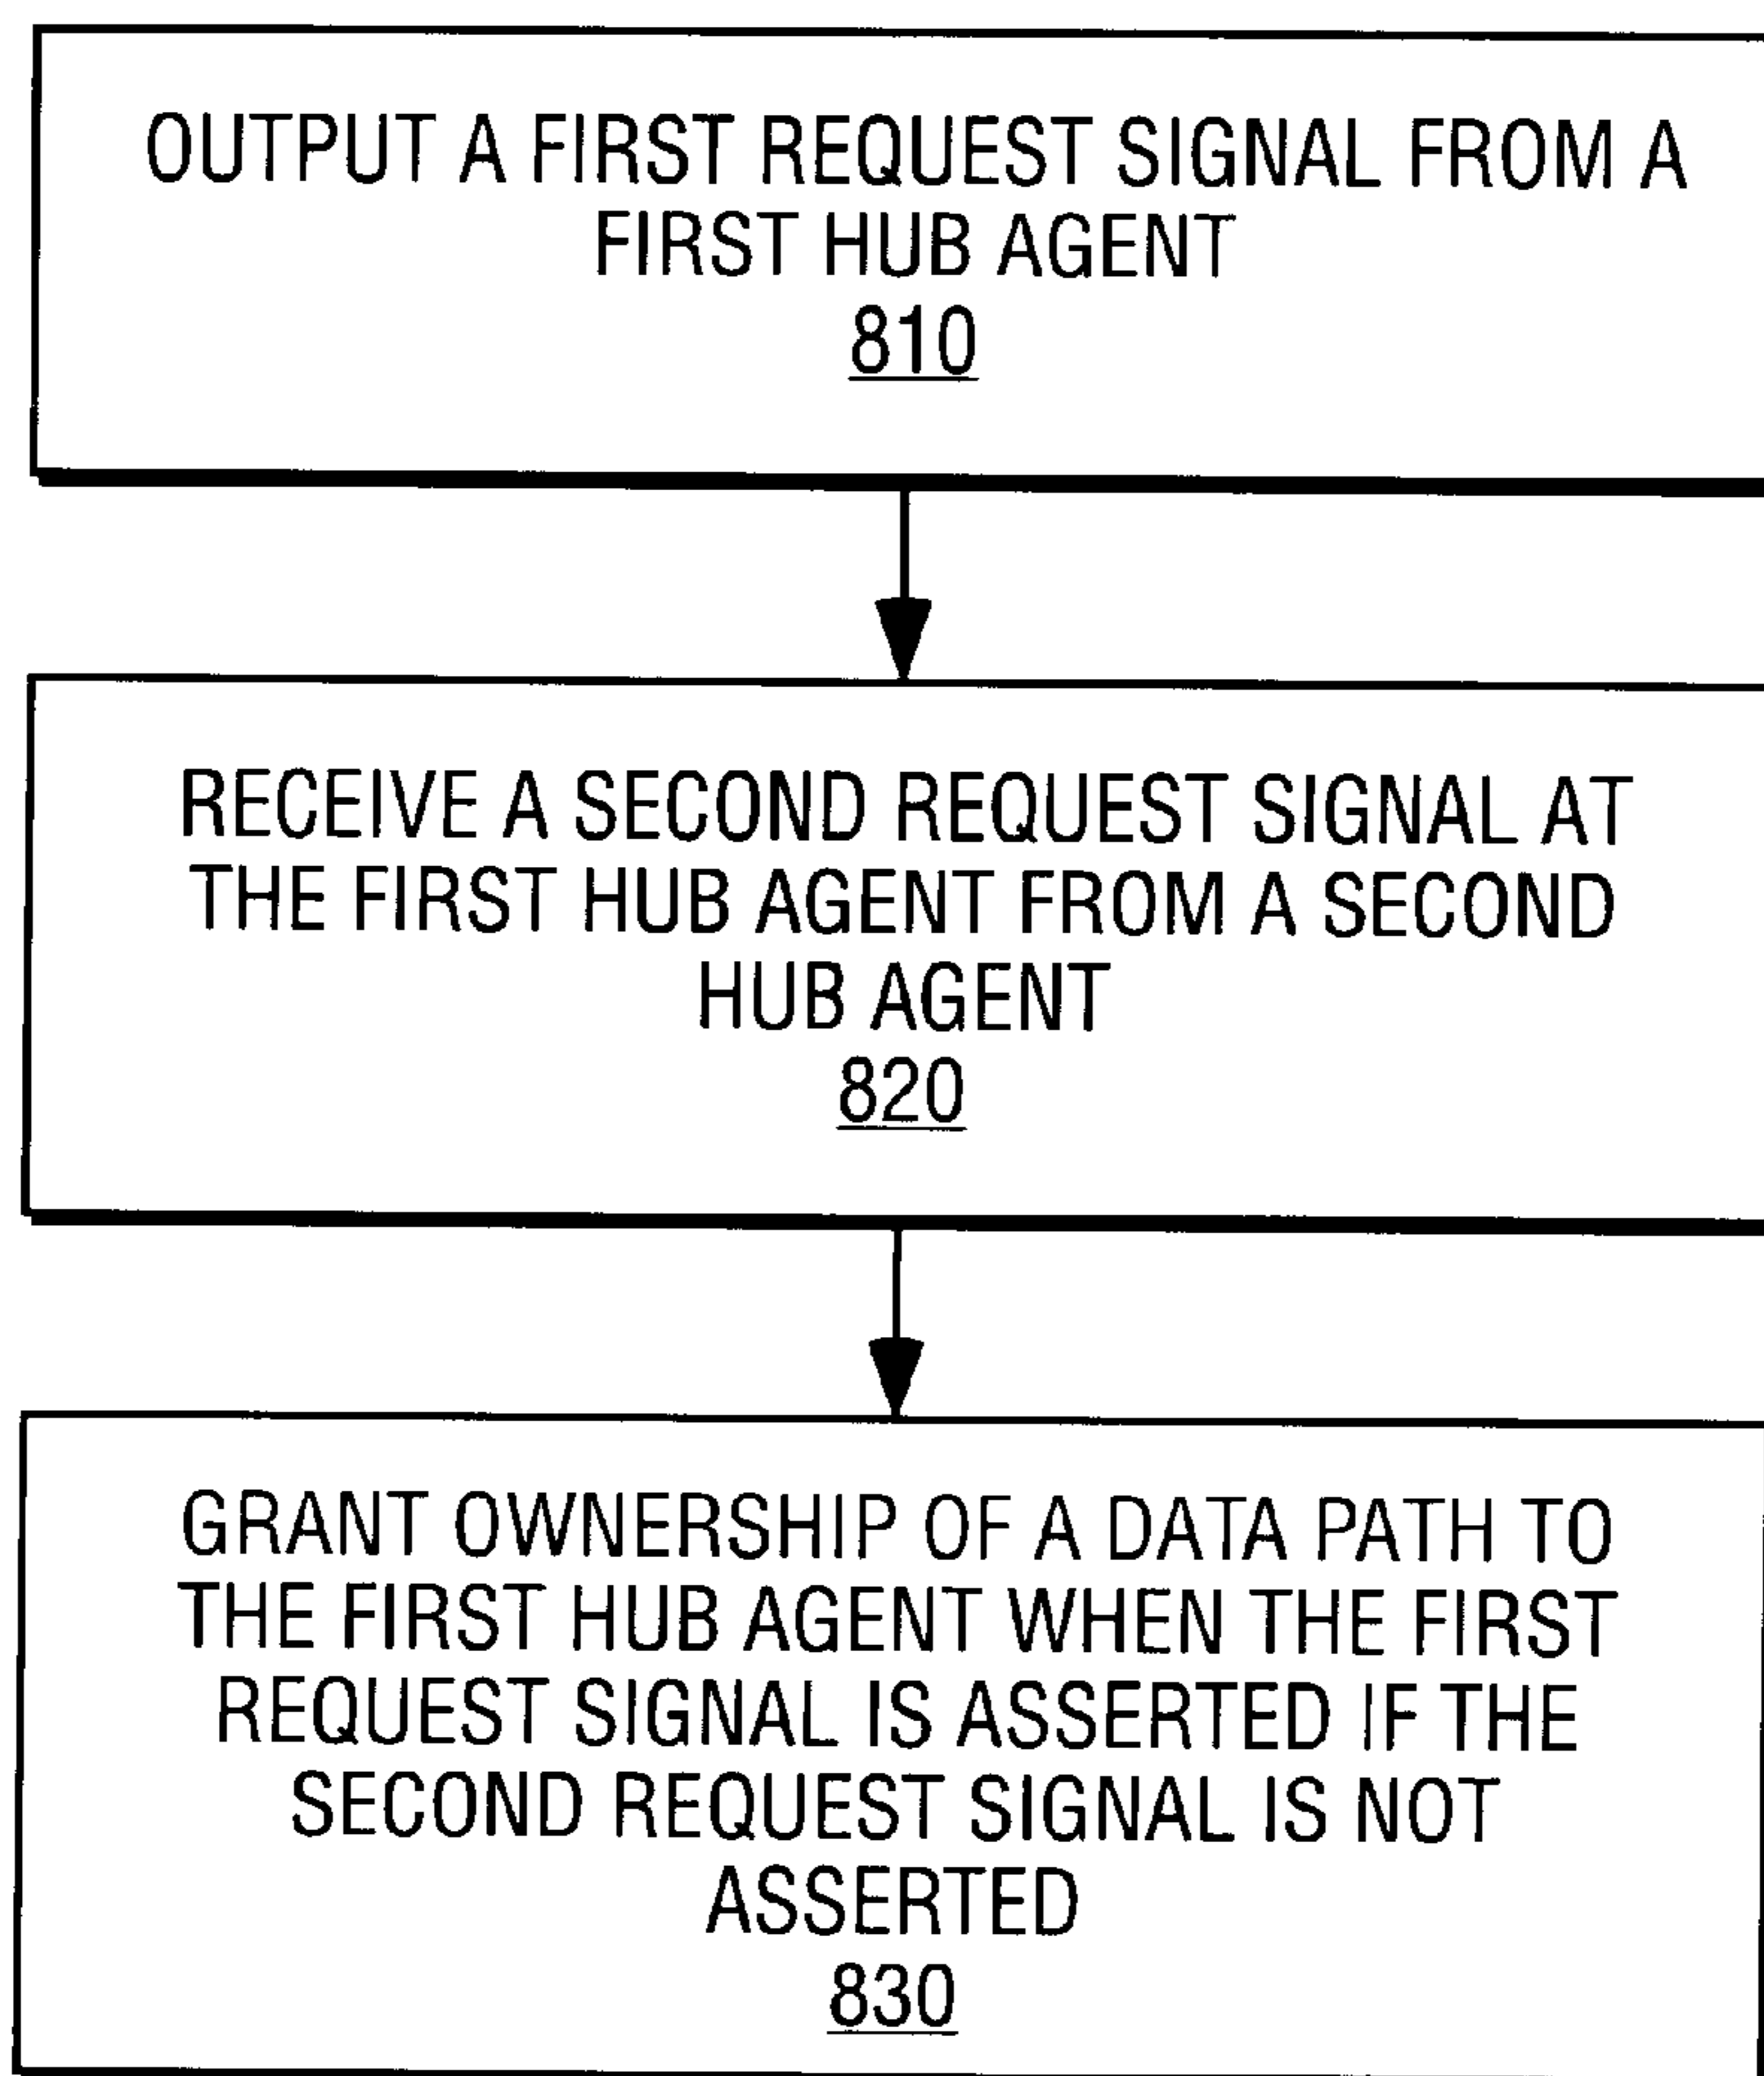 OUTPUT A FIRST REQUEST SIGNAL FROM A
FIRST HUB AGENT
810
RECEIVE A SECOND REQUEST SIGNAL AT
THE FIRST HUB AGENT FROM A SECOND
HUB AGENT
820
GRANT OWNERSHIP OF A DATA PATH TO
THE FIRST HUB AGENT WHEN THE FIRST
REQUEST SIGNAL IS ASSERTED IF THE
SECOND REQUEST SIGNAL IS NOT
ASSERTED
830